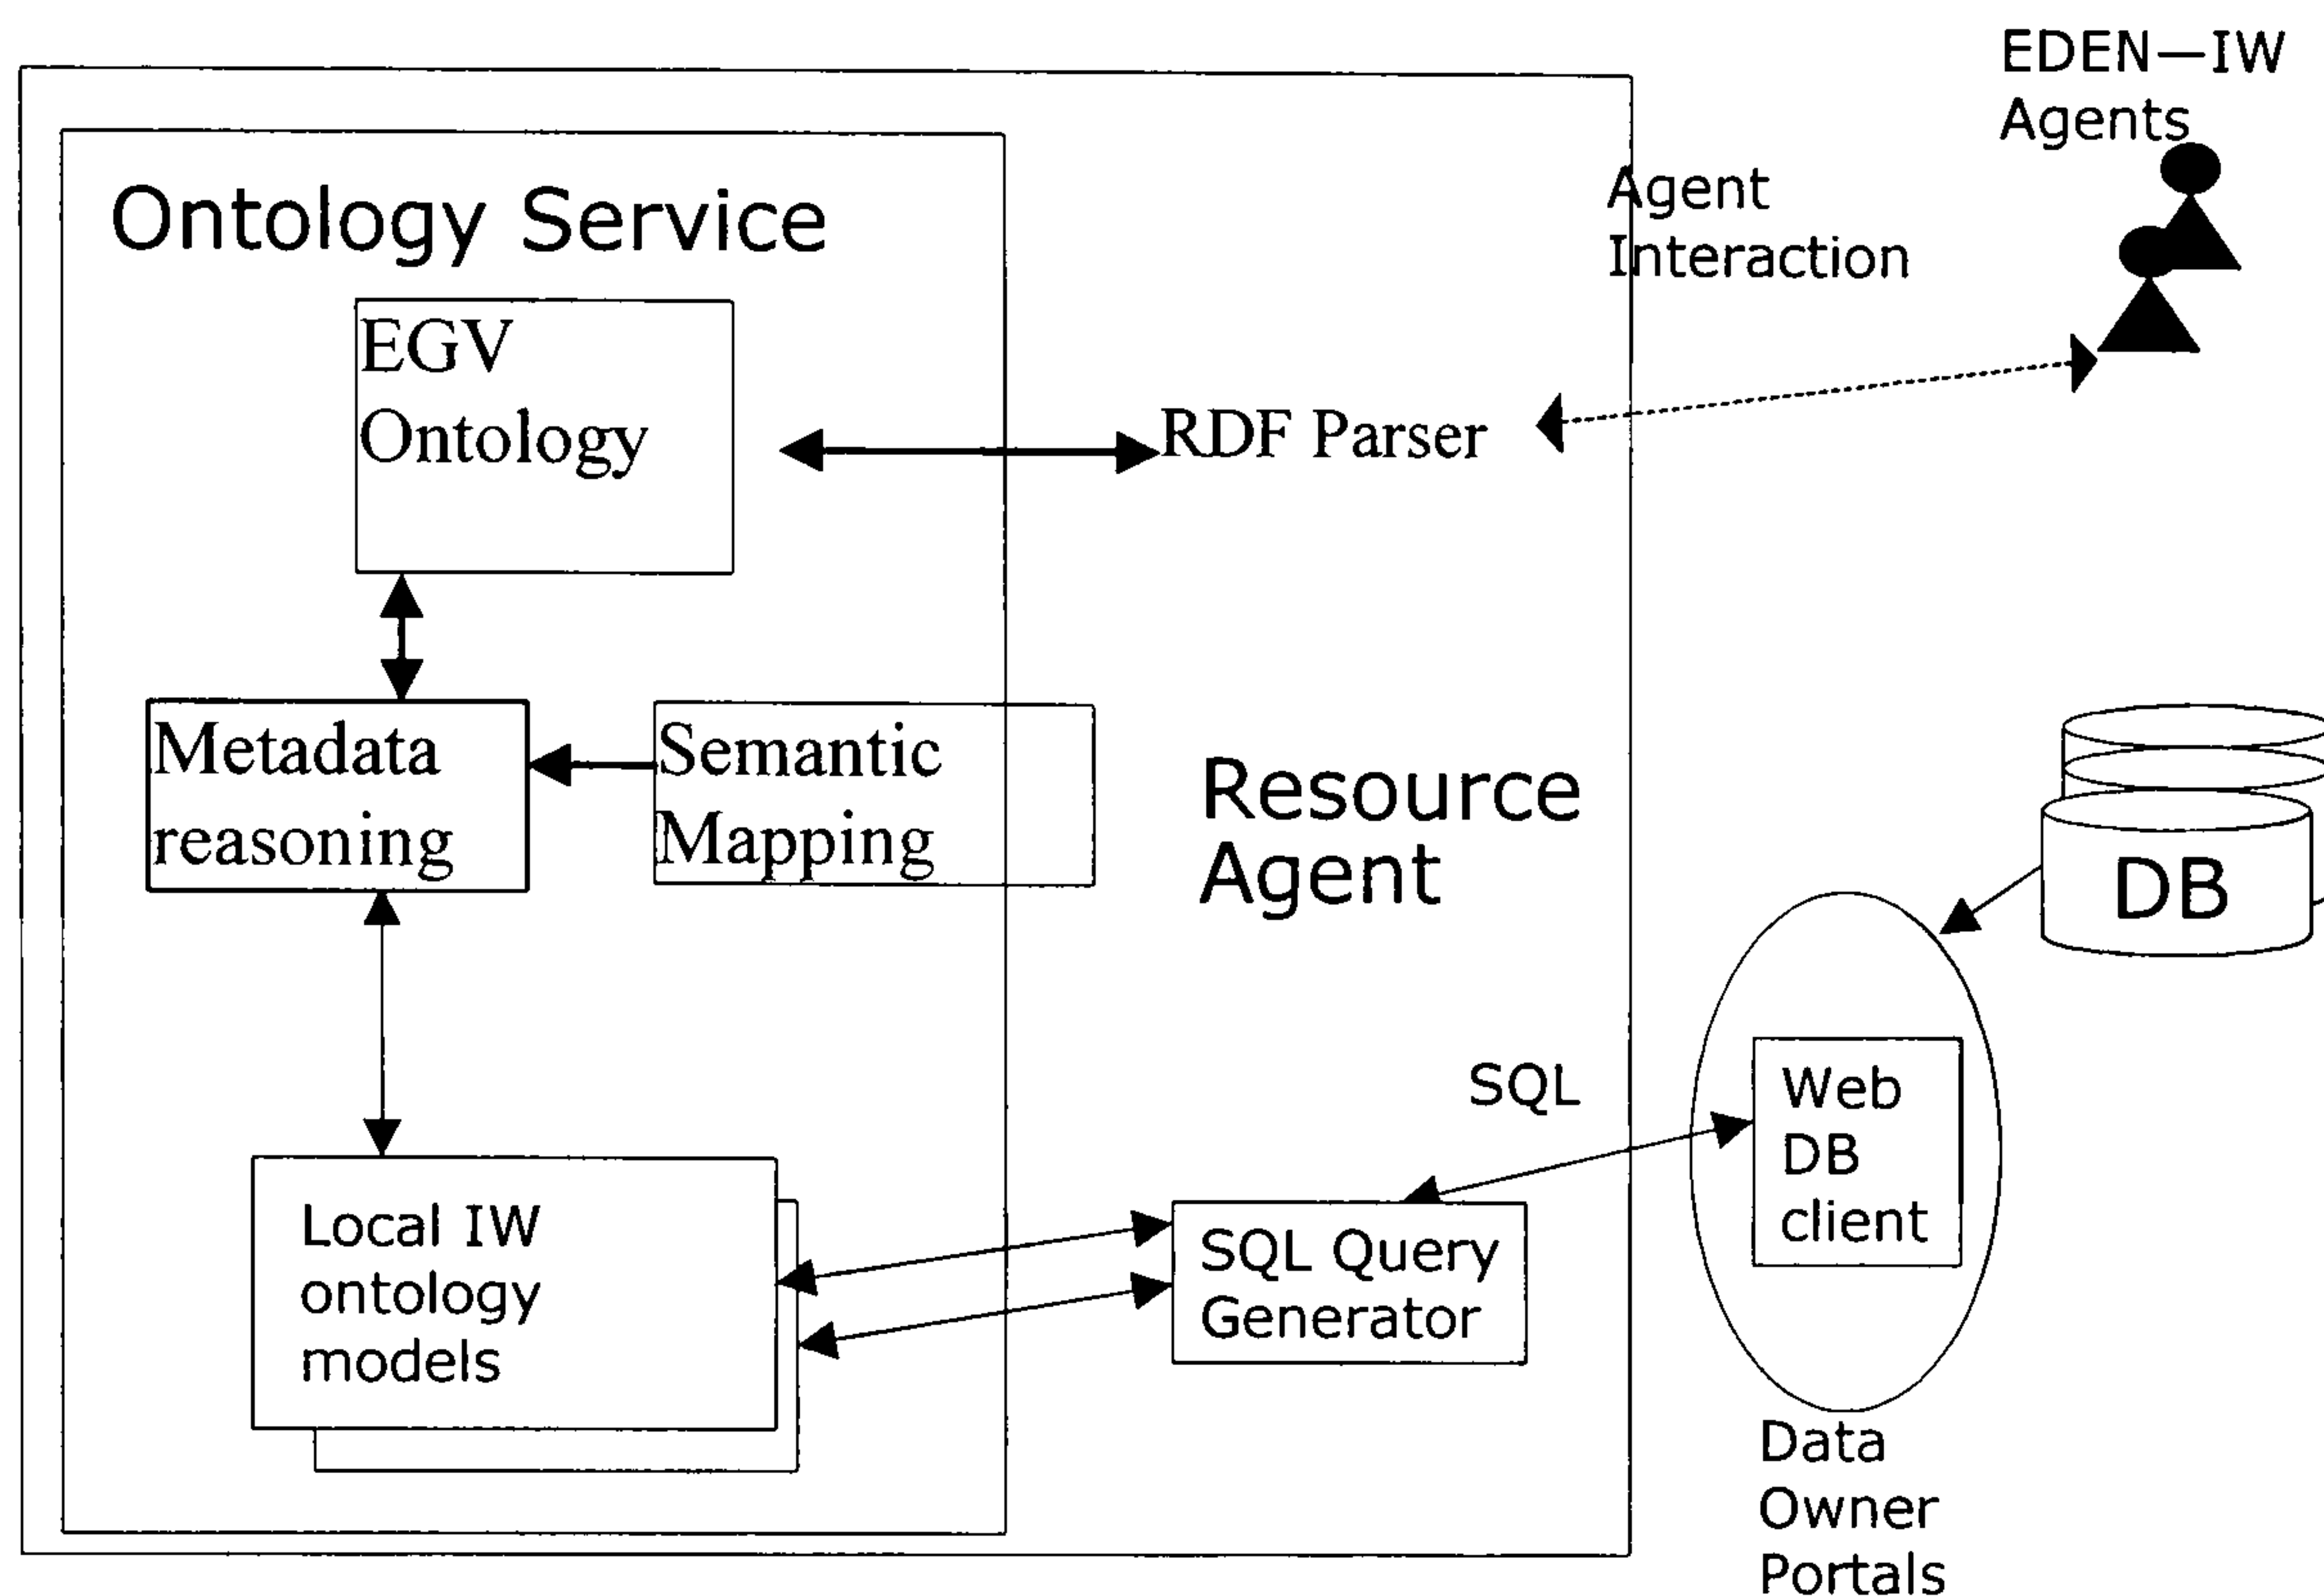 EDEN—IW
Agents
Agent
Interaction
Ontology Service
EGV
Ontology
RDF Parser
Metadata
reasoning
Semantic
Mapping
Resource
Agent
DB
SQL
Web
DB
client
Local IW
ontology
models
SQL Query
Generator
Data
Owner
Portals